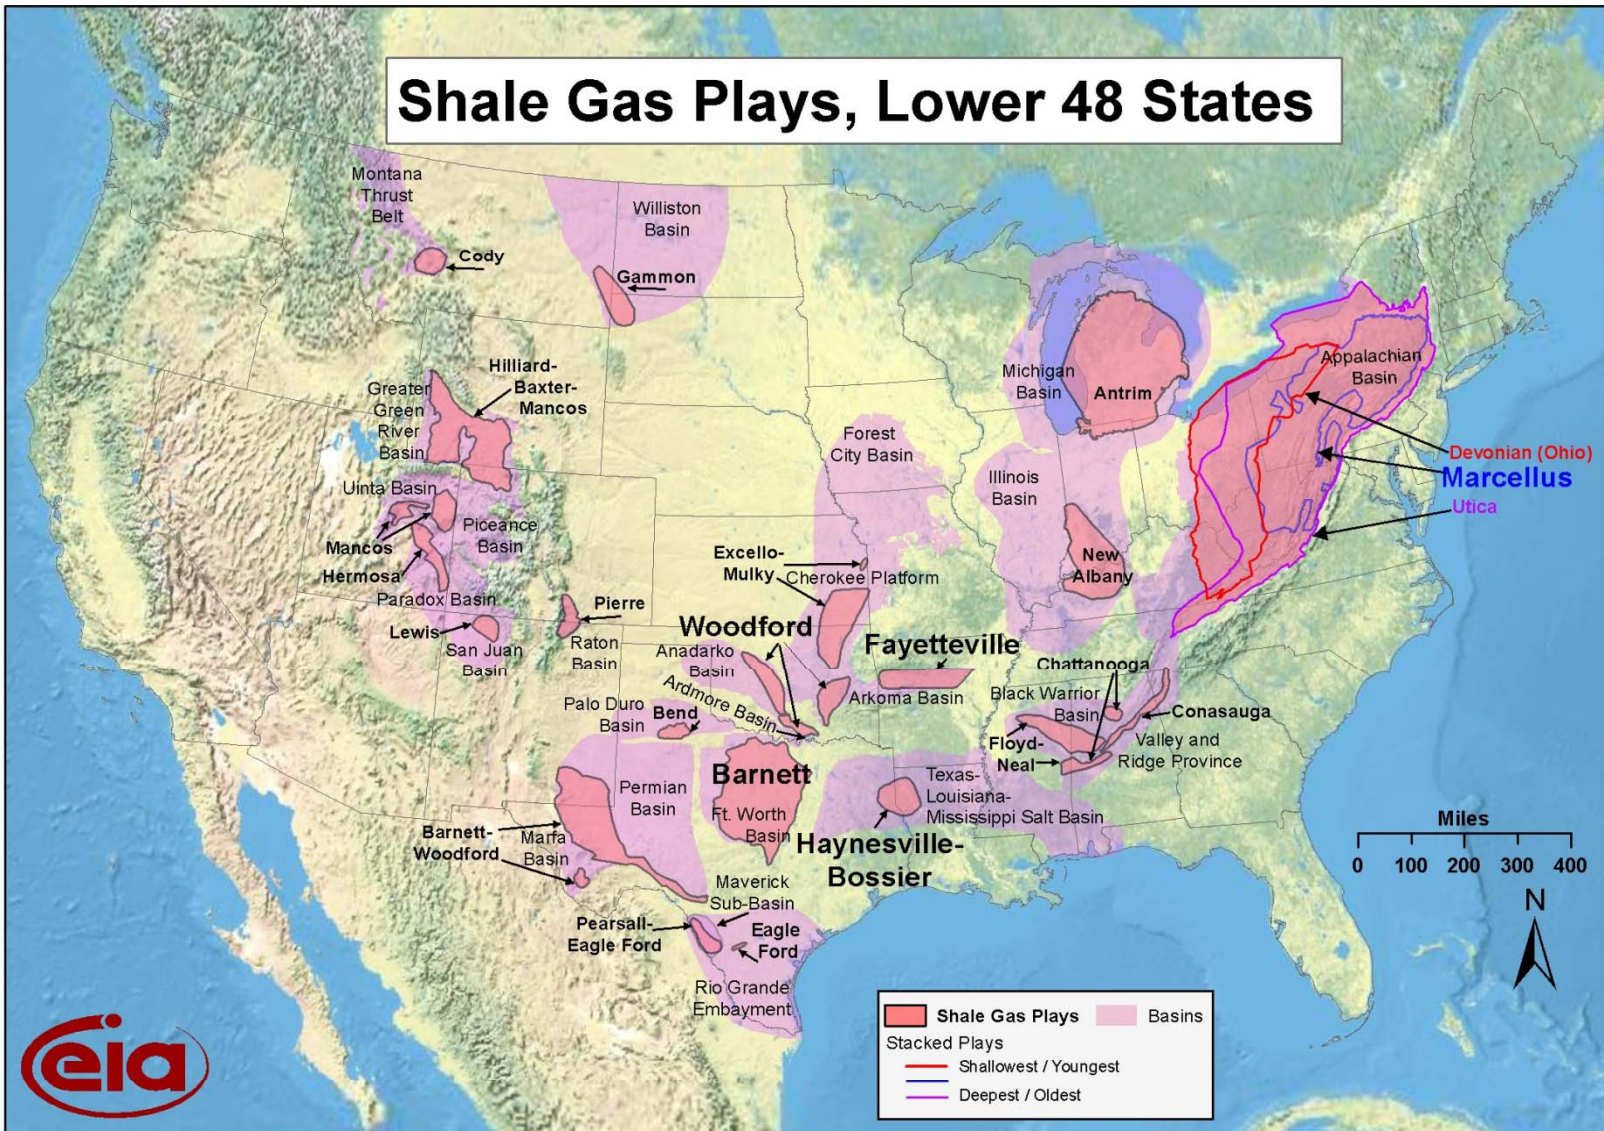 Shale Gas Plays, Lower 48 States
Montana
Thrust
Belt
Cody
Williston
Basin
Gammon
Hilliard-
Baxter-
Mancos
Greater
Green
River
Basin
Uinta Basin
Piceance
Basin
Mancos
Hermosa
Paradox Basin
Lewis
San Juan
Basin
Pierre
Raton
Basin
Forest
City Basin
Excello-
Mulky
Cherokee Platform
Woodford
Anadarko
Basin
Ardmore Basin
Palo Duro
Basin
Bend
Fayetteville
Arkoma Basin
Michigan
Basin
Antrim
Illinois
Basin
New
Albany
Appalachian
Basin
Devonian (Ohio)
Marcellus
Utica
Chattanooga
Black Warrior
Basin
Conasauga
Floyd-
Neal
Valley and
Ridge Province
Barnett
Ft. Worth
Basin
Permian
Basin
Barnett-
Woodford
Marfa
Basin
Texas-
Louisiana-
Mississippi Salt Basin
Haynesville-
Bossier
Maverick
Sub-Basin
Pearsall-
Eagle Ford
Eagle
Ford
Rio Grande
Embayment
Miles
0 100 200 300 400
N
Shale Gas Plays
Basins
Stacked Plays
Shallowest / Youngest
Deepest / Oldest
eia